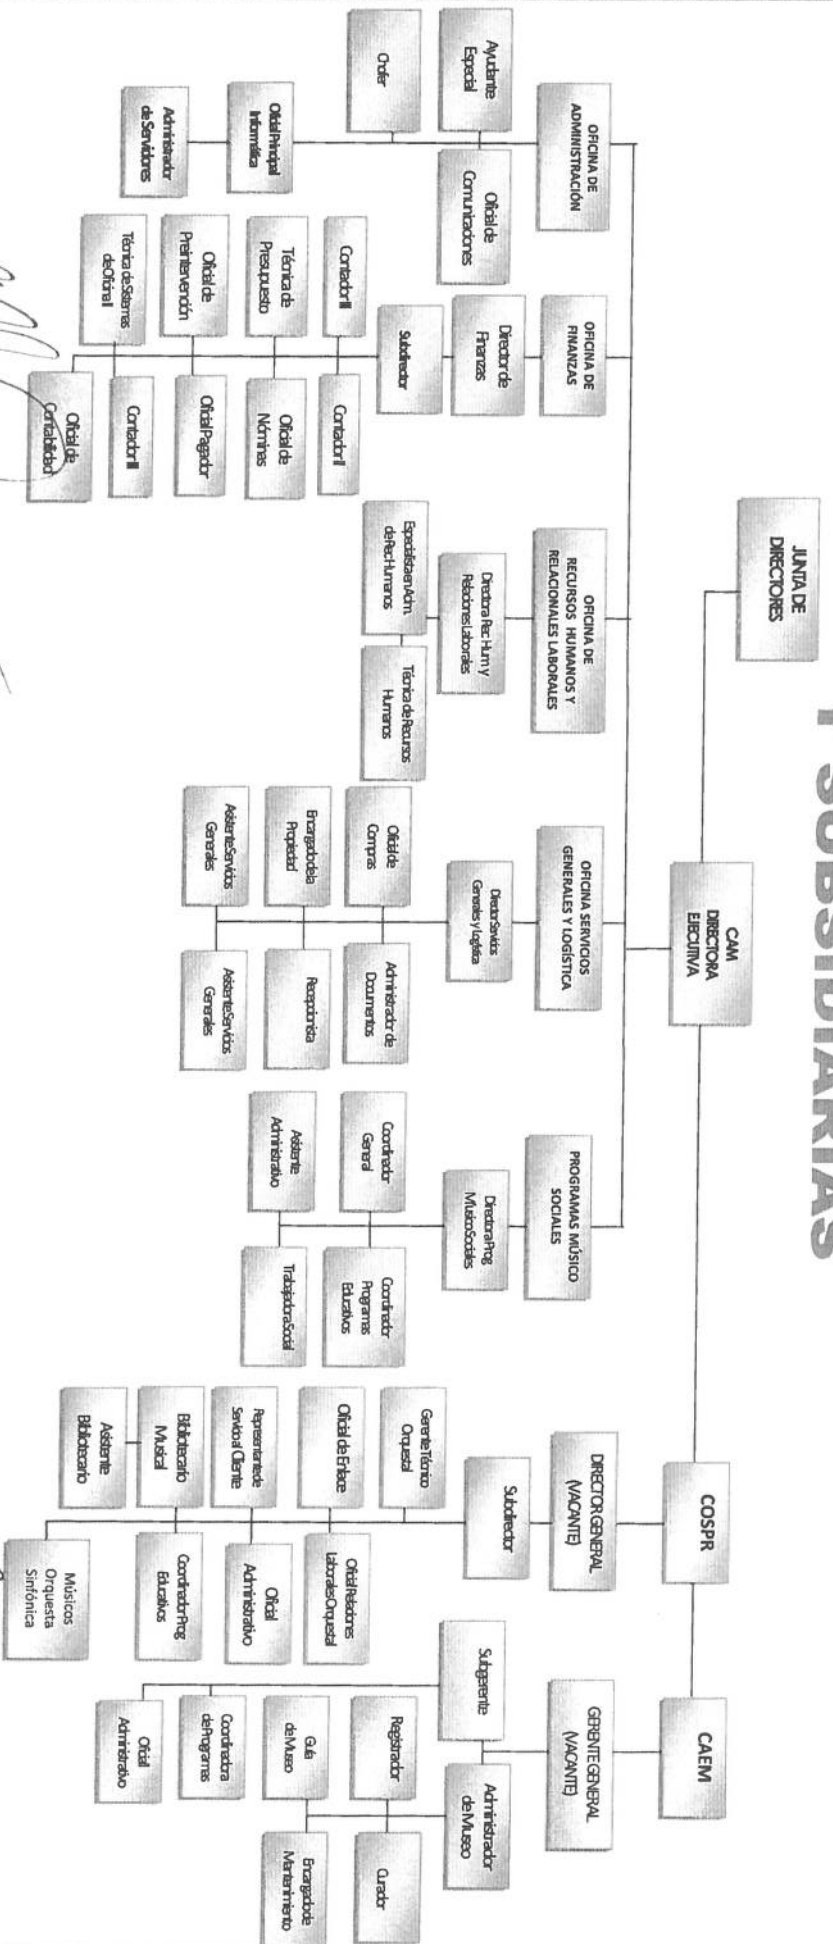 Y SUBSIDIARIAS
JUNTA DE
DIRECTORES
CAM
DIRECTORA
EJECUTIVA
COSPR
CAEM
OFICINA DE
ADMINISTRACIÓN
Ayudante
Especial
Oficial de
Comunicaciones
Chofer
Oficial Principal
Informática
Administrador
de Servidores
OFICINA DE
FINANZAS
Director de
Finanzas
Subdirector
Contador III
Contador II
Técnica de
Presupuesto
Oficial de
Nóminas
Oficial de
Preintervención
Oficial Pagador
Técnica de Sistemas
de Oficina II
Contador III
Oficial de
Contabilidad
OFICINA DE
RECURSOS HUMANOS Y
RELACIONALES LABORALES
Directora Rec Hum y
Relaciones Laborales
Especialista en Adm.
de Rec Humanos
Técnica de Recursos
Humanos
OFICINA SERVICIOS
GENERALES Y LOGÍSTICA
Director Servicios
Generales y Logística
Oficial de
Compras
Administrador de
Documentos
Encargado de la
Propiedad
Recepcionista
Asistente Servicios
Generales
Asistente Servicios
Generales
PROGRAMAS MÚSICO
SOCIALES
Directora Prog
Músico Sociales
Coordinador
General
Coordinador
Programas
Educativos
Asistente
Administrativo
Trabajadora Social
DIRECTOR GENERAL
(VACANTE)
Subdirector
Gerente Técnico
Orquestal
Oficial de Enlace
Oficial Relaciones
Laborales Orquestal
Representante de
Servicio al Cliente
Oficial
Administrativo
Bibliotecario
Musical
Coordinador Prog
Educativos
Asistente
Bibliotecario
Músicos
Orquesta
Sinfónica
GERENTE GENERAL
(VACANTE)
Subgerente
Administrador
de Museo
Registrador
Curador
Guía
de Museo
Encargado de
Mantenimiento
Coordinadora
de Programas
Oficial
Administrativo